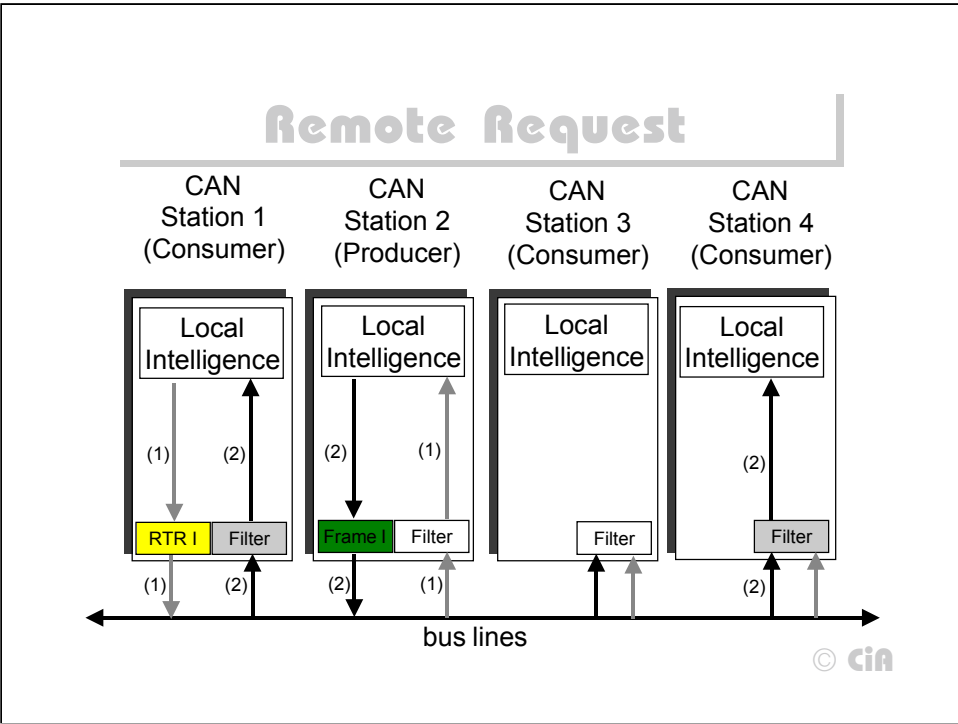 Remote Request
CAN
Station 1
(Consumer)
CAN
Station 2
(Producer)
CAN
Station 3
(Consumer)
CAN
Station 4
(Consumer)
Local
Intelligence
Local
Intelligence
Local
Intelligence
Local
Intelligence
(1)
(2)
(2)
(1)
(2)
RTR I
Filter
Frame I
Filter
Filter
Filter
(1)
(2)
(2)
(1)
(2)
bus lines
© CiA